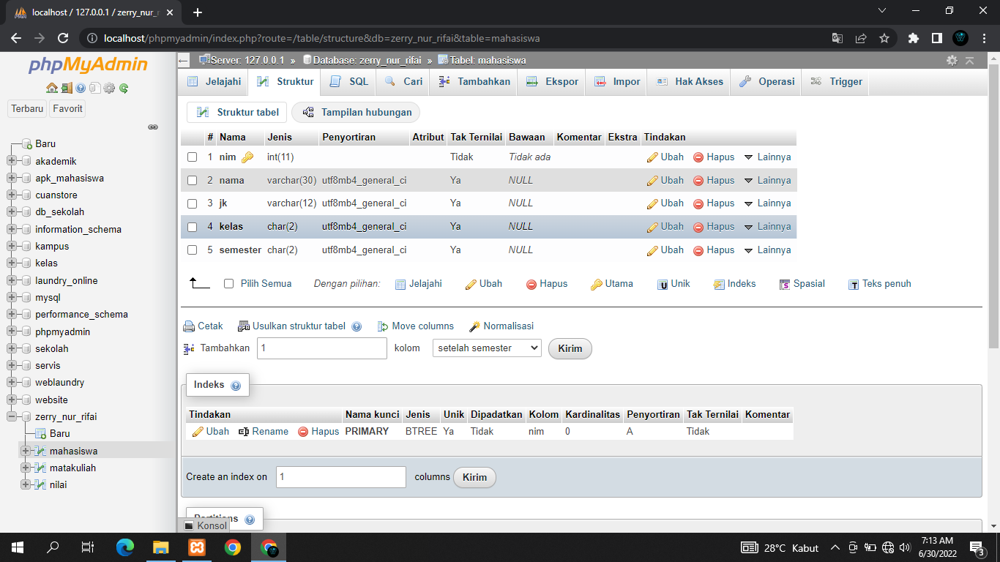 localhost / 127.0.0.1 / zerry_nur_r
localhost/phpmyadmin/index.php?route=/table/structure&db=zerry_nur_rifai&table=mahasiswa
phpMyAdmin
Terbaru Favorit
Baru
akademik
apk_mahasiswa
cuanstore
db_sekolah
information_schema
kampus
kelas
laundry_online
mysql
performance_schema
phpmyadmin
sekolah
servis
weblaundry
website
zerry_nur_rifai
Baru
mahasiswa
matakuliah
nilai
Server: 127.0.0.1 » Database: zerry_nur_rifai » Tabel: mahasiswa
Jelajahi Struktur SQL Cari Tambahkan Ekspor Impor Hak Akses Operasi Trigger
Struktur tabel Tampilan hubungan
# Nama Jenis Penyortiran Atribut Tak Ternilai Bawaan Komentar Ekstra Tindakan
1 nim int(11) Tidak Tidak ada Ubah Hapus Lainnya
2 nama varchar(30) utf8mb4_general_ci Ya NULL Ubah Hapus Lainnya
3 jk varchar(12) utf8mb4_general_ci Ya NULL Ubah Hapus Lainnya
4 kelas char(2) utf8mb4_general_ci Ya NULL Ubah Hapus Lainnya
5 semester char(2) utf8mb4_general_ci Ya NULL Ubah Hapus Lainnya
Pilih Semua Dengan pilihan: Jelajahi Ubah Hapus Utama Unik Indeks Spasial Teks penuh
Cetak Usulkan struktur tabel Move columns Normalisasi
Tambahkan 1 kolom setelah semester Kirim
Indeks
Tindakan Nama kunci Jenis Unik Dipadatkan Kolom Kardinalitas Penyortiran Tak Ternilai Komentar
Ubah Rename Hapus PRIMARY BTREE Ya Tidak nim 0 A Tidak
Create an index on 1 columns Kirim
Partitions
Konsol
28°C Kabut
7:13 AM
6/30/2022
3